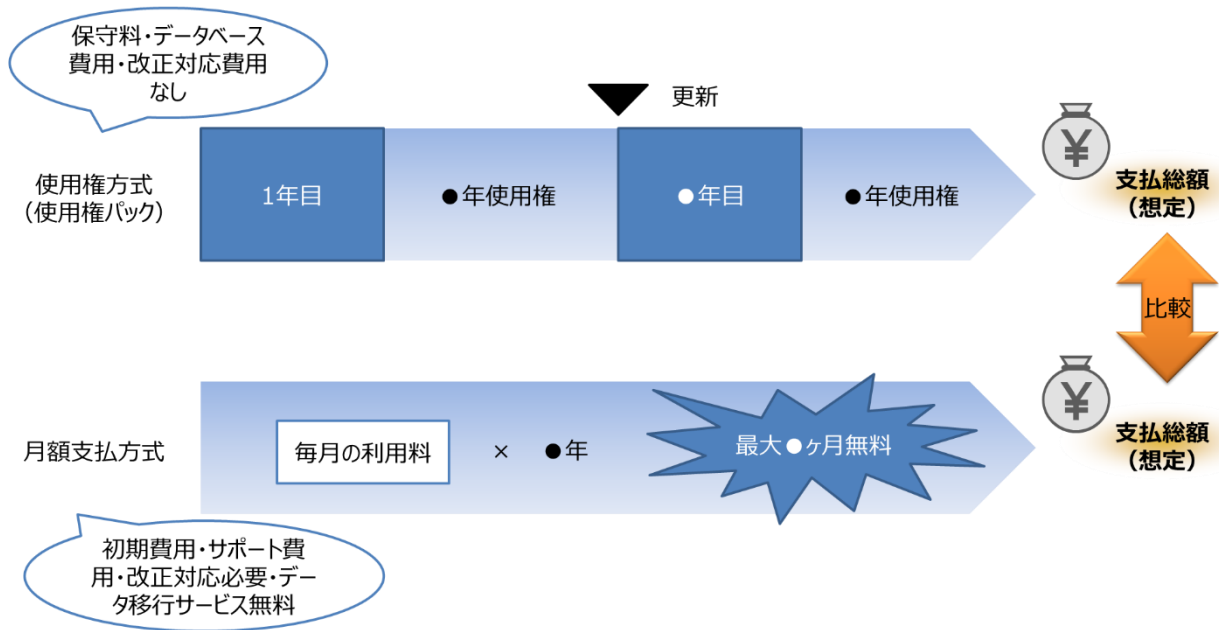 保守料・データベース
費用・改正対応費用
なし
更新
使用権方式
(使用権パック)
1年目
●年使用権
●年目
●年使用権
¥
支払総額
(想定)
比較
月額支払方式
毎月の利用料
×
●年
最大●ヶ月無料
¥
支払総額
(想定)
初期費用・サポート費
用・改正対応必要・デー
タ移行サービス無料